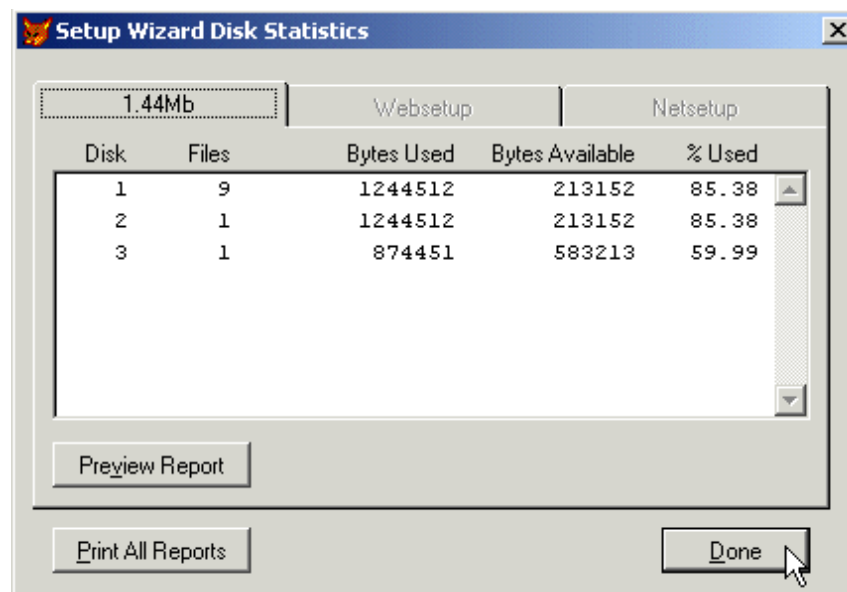 Setup Wizard Disk Statistics
1.44Mb Websetup Netsetup
Disk Files Bytes Used Bytes Available % Used
1 9 1244512 213152 85.38
2 1 1244512 213152 85.38
3 1 874451 583213 59.99
Preview Report
Print All Reports Done